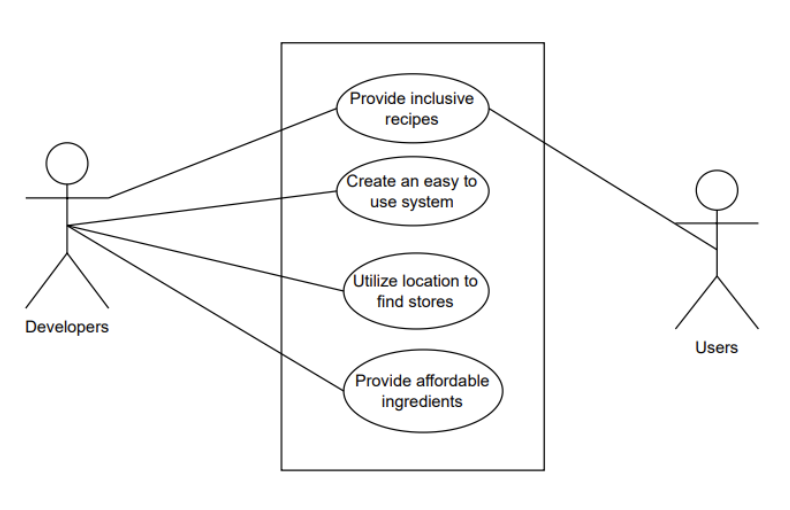 Provide inclusive
recipes
Create an easy to
use system
Utilize location to
find stores
Provide affordable
ingredients
Developers
Users